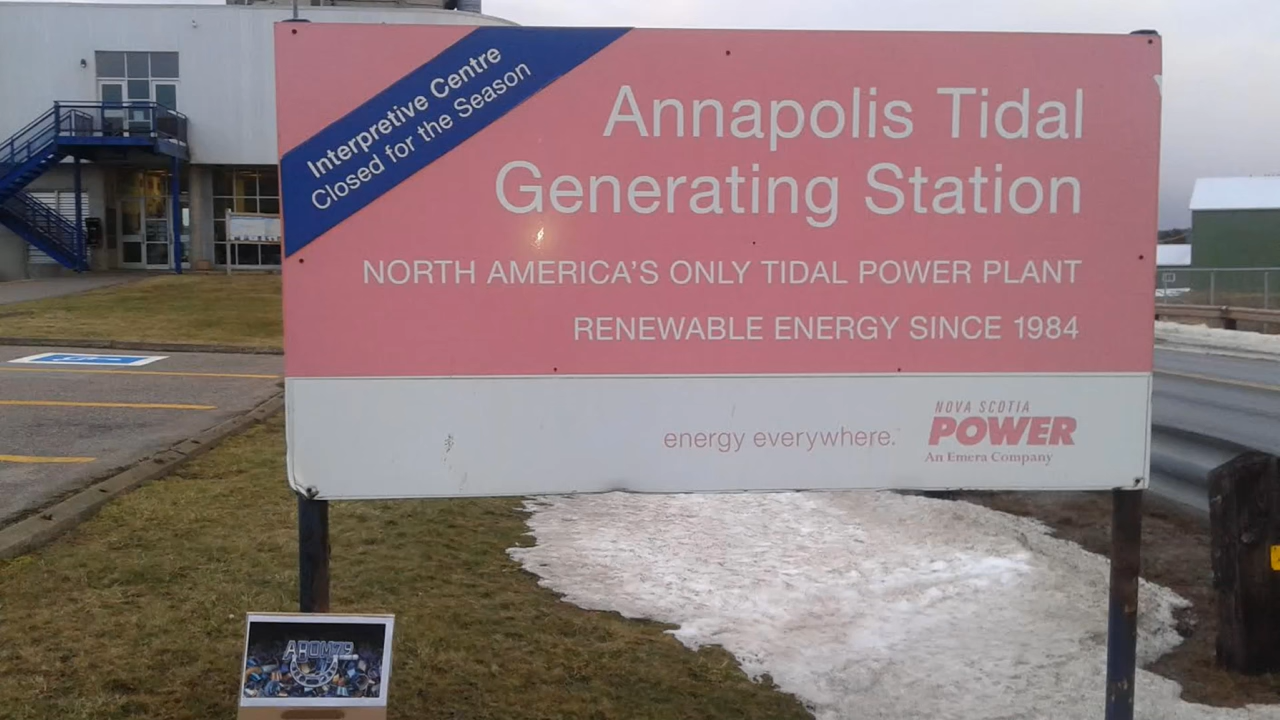 Interpretive Centre
Closed for the Season
Annapolis Tidal
Generating Station
NORTH AMERICA'S ONLY TIDAL POWER PLANT
RENEWABLE ENERGY SINCE 1984
energy everywhere.
NOVA SCOTIA
POWER
An Emera Company